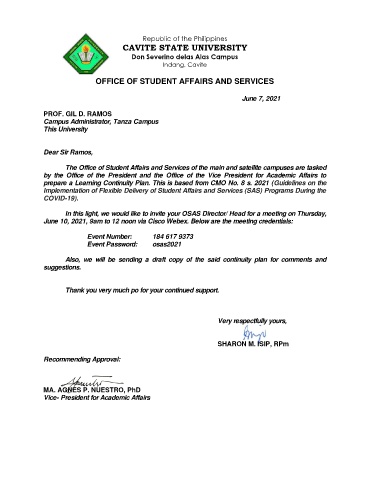 Republic of the Philippines
CAVITE STATE UNIVERSITY
Don Severino delas Alas Campus
Indang, Cavite
OFFICE OF STUDENT AFFAIRS AND SERVICES
June 7, 2021
PROF. GIL D. RAMOS
Campus Administrator, Tanza Campus
This University
Dear Sir Ramos,
The Office of Student Affairs and Services of the main and satellite campuses are tasked
by the Office of the President and the Office of the Vice President for Academic Affairs to
prepare a Learning Continuity Plan. This is based from CMO No. 8 s. 2021 (Guidelines on the
Implementation of Flexible Delivery of Student Affairs and Services (SAS) Programs During the
COVID-19).
In this light, we would like to invite your OSAS Director/ Head for a meeting on Thursday,
June 10, 2021, 9am to 12 noon via Cisco Webex. Below are the meeting credentials:
Event Number: 184 617 9373
Event Password: osas2021
Also, we will be sending a draft copy of the said continuity plan for comments and
suggestions.
Thank you very much po for your continued support.
Very respectfully yours,
SHARON M. ISIP, RPm
Recommending Approval:
MA. AGNES P. NUESTRO, PhD
Vice- President for Academic Affairs